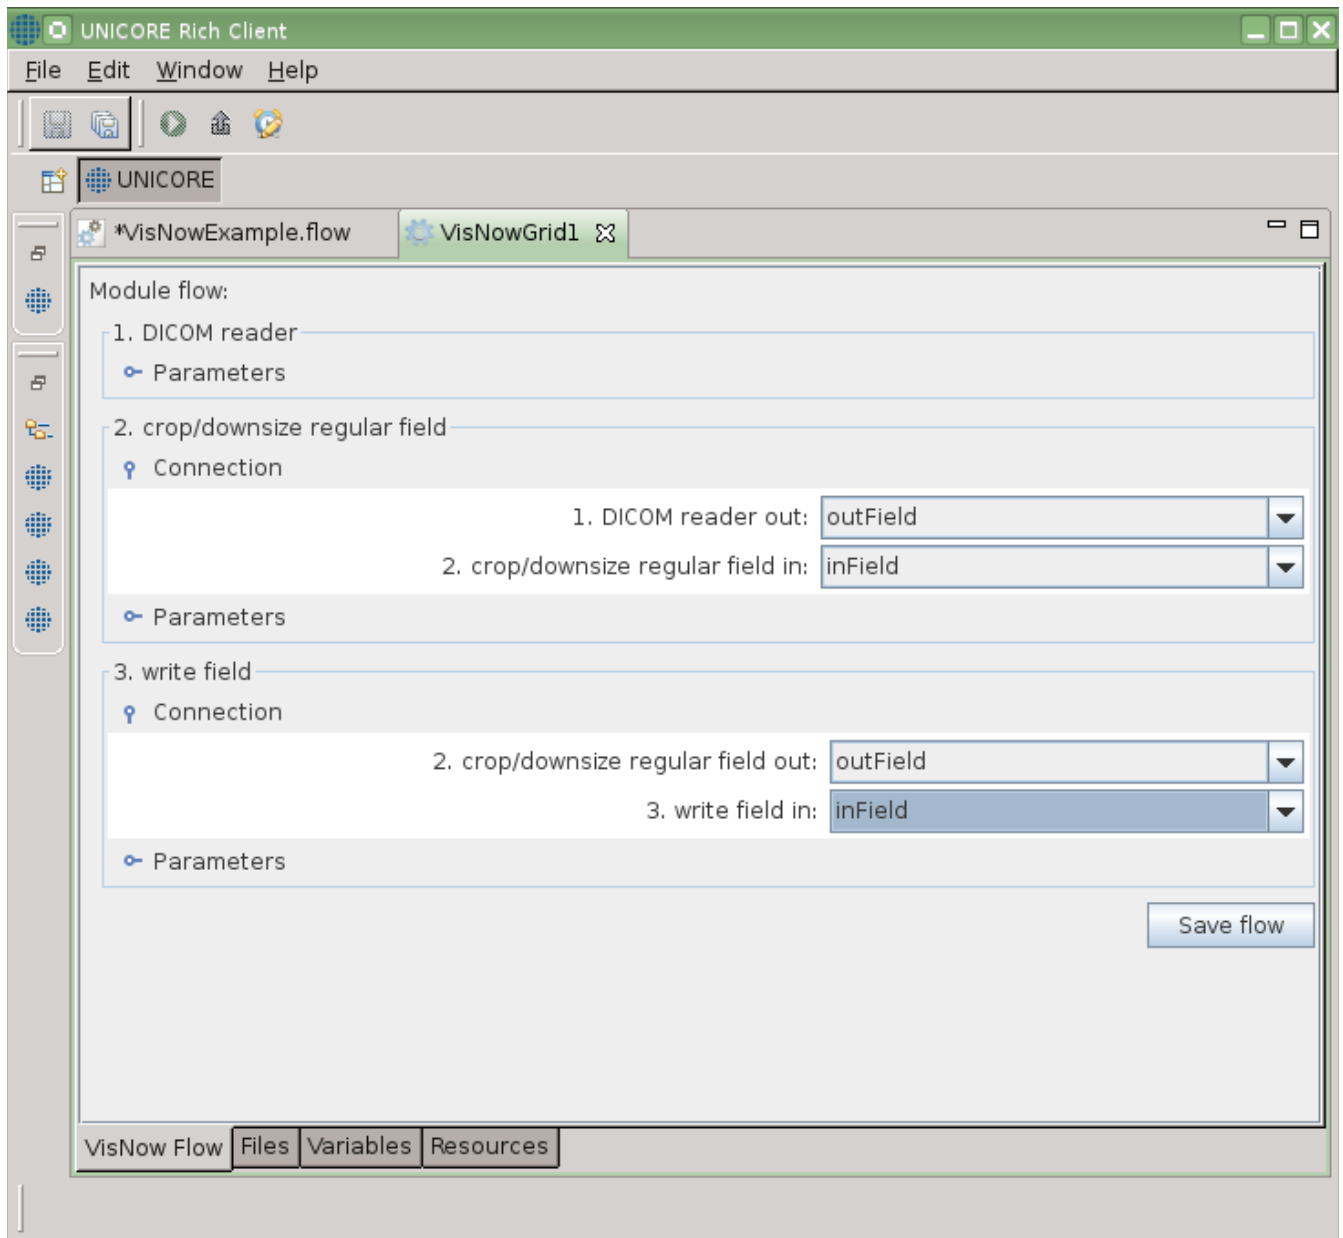 UNICORE Rich Client
File Edit Window Help
UNICORE
*VisNowExample.flow VisNowGrid1
Module flow:
1. DICOM reader
Parameters
2. crop/downsize regular field
Connection
1. DICOM reader out: outField
2. crop/downsize regular field in: inField
Parameters
3. write field
Connection
2. crop/downsize regular field out: outField
3. write field in: inField
Parameters
Save flow
VisNow Flow Files Variables Resources